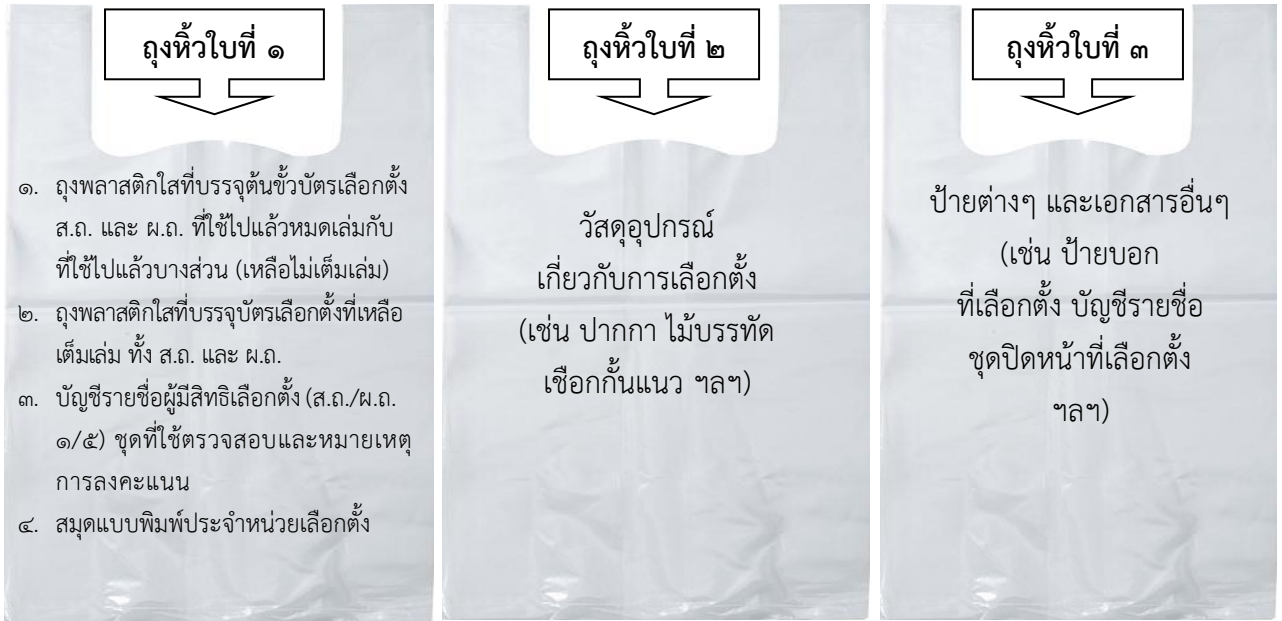 ถุงหิ้วใบที่ ๑
๑. ถุงพลาสติกใสที่บรรจุต้นขั้วบัตรเลือกตั้ง
ส.ถ. และ ผ.ถ. ที่ใช้ไปแล้วหมดเล่มกับ
ที่ใช้ไปแล้วบางส่วน (เหลือไม่เต็มเล่ม)
๒. ถุงพลาสติกใสที่บรรจุบัตรเลือกตั้งที่เหลือ
เต็มเล่ม ทั้ง ส.ถ. และ ผ.ถ.
๓. บัญชีรายชื่อผู้มีสิทธิเลือกตั้ง (ส.ถ./ผ.ถ.
๑/๕) ชุดที่ใช้ตรวจสอบและหมายเหตุ
การลงคะแนน
๔. สมุดแบบพิมพ์ประจำหน่วยเลือกตั้ง
ถุงหิ้วใบที่ ๒
วัสดุอุปกรณ์
เกี่ยวกับการเลือกตั้ง
(เช่น ปากกา ไม้บรรทัด
เชือกกั้นแนว ฯลฯ)
ถุงหิ้วใบที่ ๓
ป้ายต่างๆ และเอกสารอื่นๆ
(เช่น ป้ายบอก
ที่เลือกตั้ง บัญชีรายชื่อ
ชุดปิดหน้าที่เลือกตั้ง
ฯลฯ)